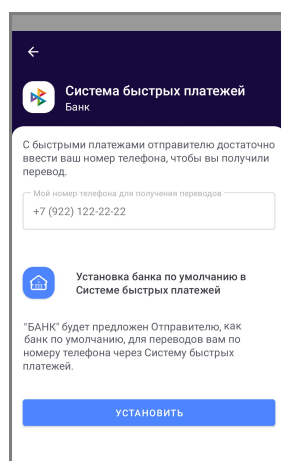 Система быстрых платежей
Банк
С быстрыми платежами отправителю достаточно
ввести ваш номер телефона, чтобы вы получили
перевод.
Мой номер телефона для получения переводов
+7 (922) 122-22-22
Установка банка по умолчанию в
Системе быстрых платежей
"БАНК" будет предложен Отправителю, как
банк по умолчанию, для переводов вам по
номеру телефона через Систему быстрых
платежей.
УСТАНОВИТЬ